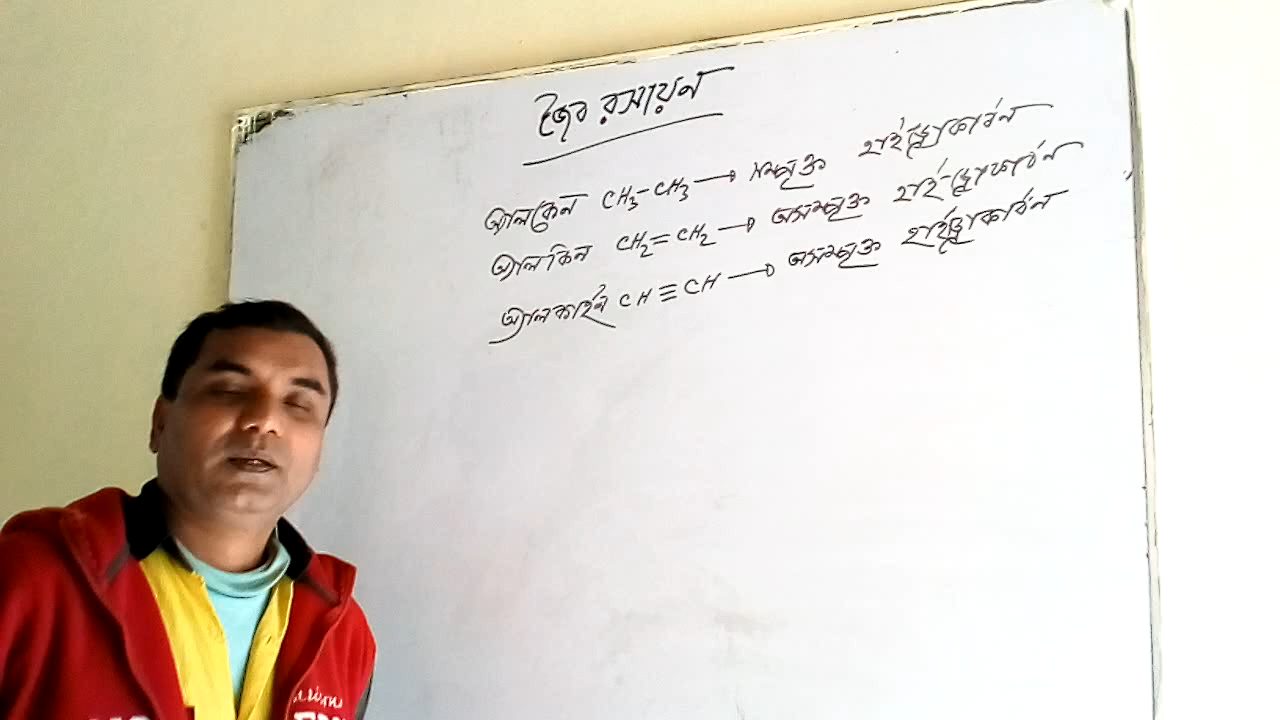 জৈব রসায়ন
অ্যালকেন CH₃-CH₃ → সম্পৃক্ত হাইড্রোকার্বন
অ্যালকিন CH₂=CH₂ → অসম্পৃক্ত হাই-ড্রোকার্বন
অ্যালকাইন CH≡CH → অসম্পৃক্ত হাইড্রোকার্বন